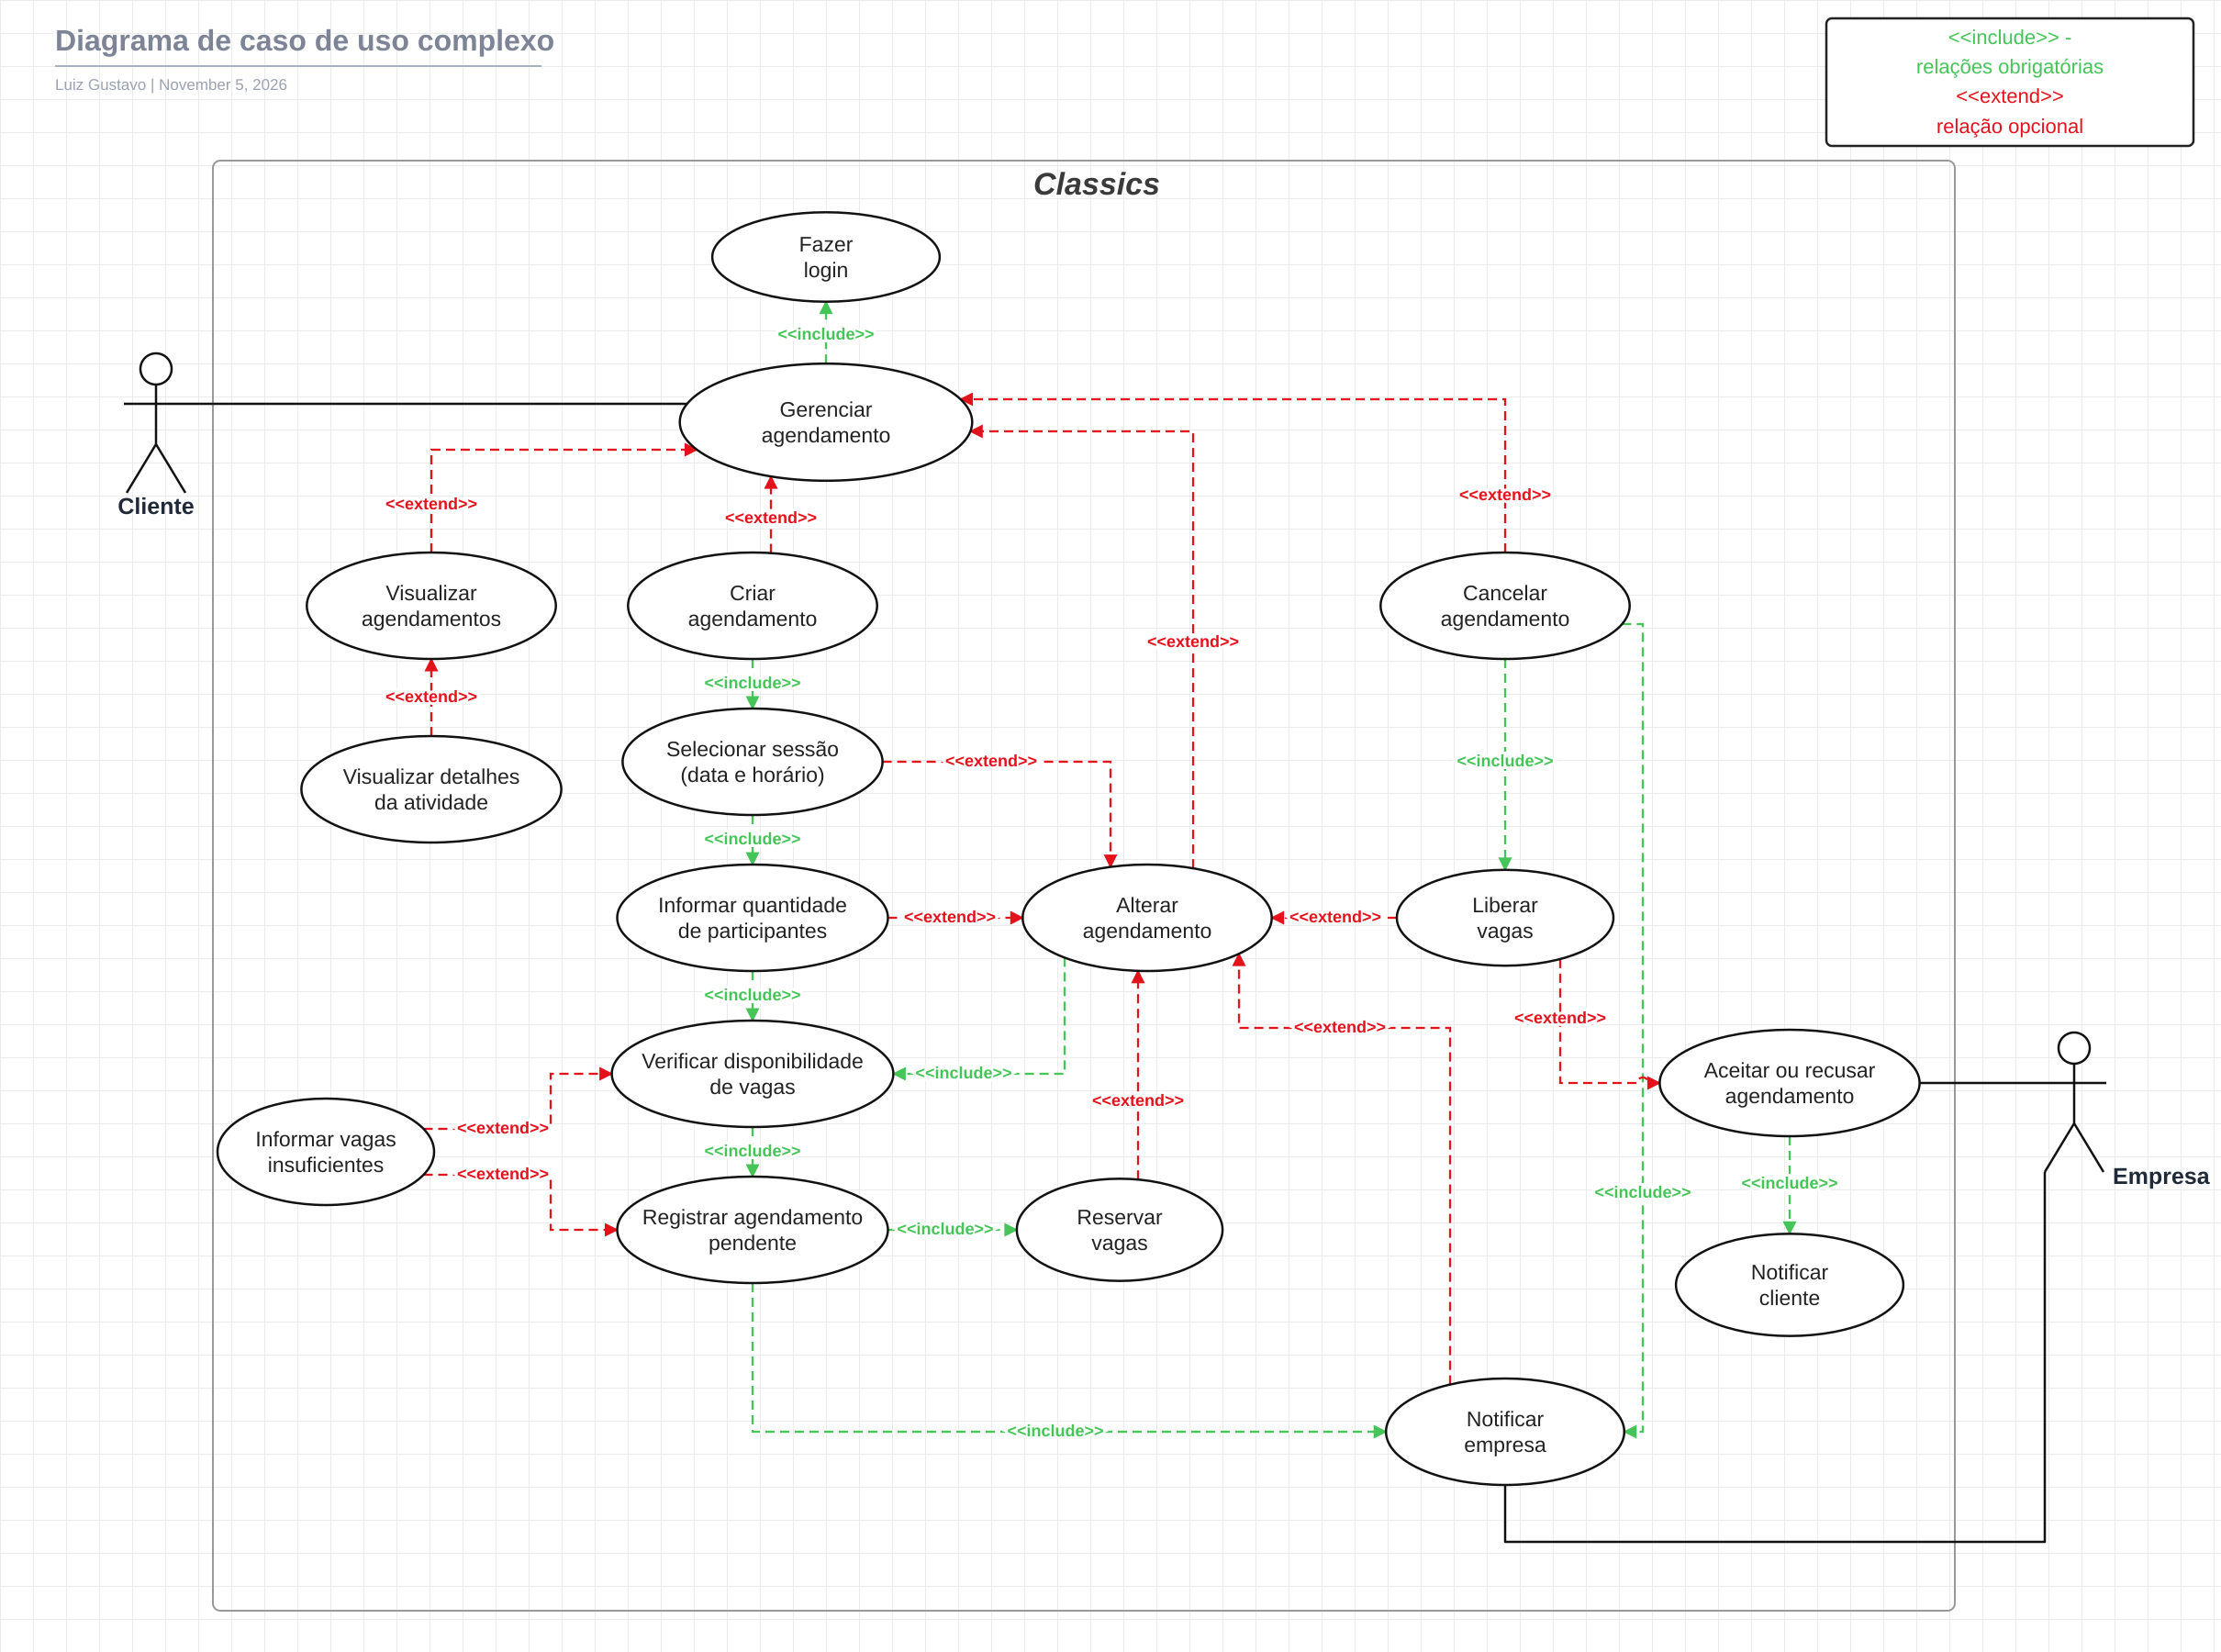 Diagrama de caso de uso complexo
Luiz Gustavo | November 5, 2026
<<include>> -
relações obrigatórias
<<extend>>
relação opcional
Classics
Fazer
login
<<include>>
Gerenciar
agendamento
Cliente
<<extend>>
<<extend>>
<<extend>>
Visualizar
agendamentos
Criar
agendamento
Cancelar
agendamento
<<extend>>
<<extend>>
<<include>>
Selecionar sessão
(data e horário)
<<extend>>
<<include>>
Visualizar detalhes
da atividade
<<include>>
Informar quantidade
de participantes
<<extend>>
Alterar
agendamento
<<extend>>
Liberar
vagas
<<include>>
<<extend>>
<<extend>>
Verificar disponibilidade
de vagas
<<include>>
Aceitar ou recusar
agendamento
<<extend>>
Informar vagas
insuficientes
<<extend>>
<<extend>>
<<include>>
<<include>>
<<include>>
Empresa
Registrar agendamento
pendente
<<include>>
Reservar
vagas
Notificar
cliente
<<include>>
Notificar
empresa